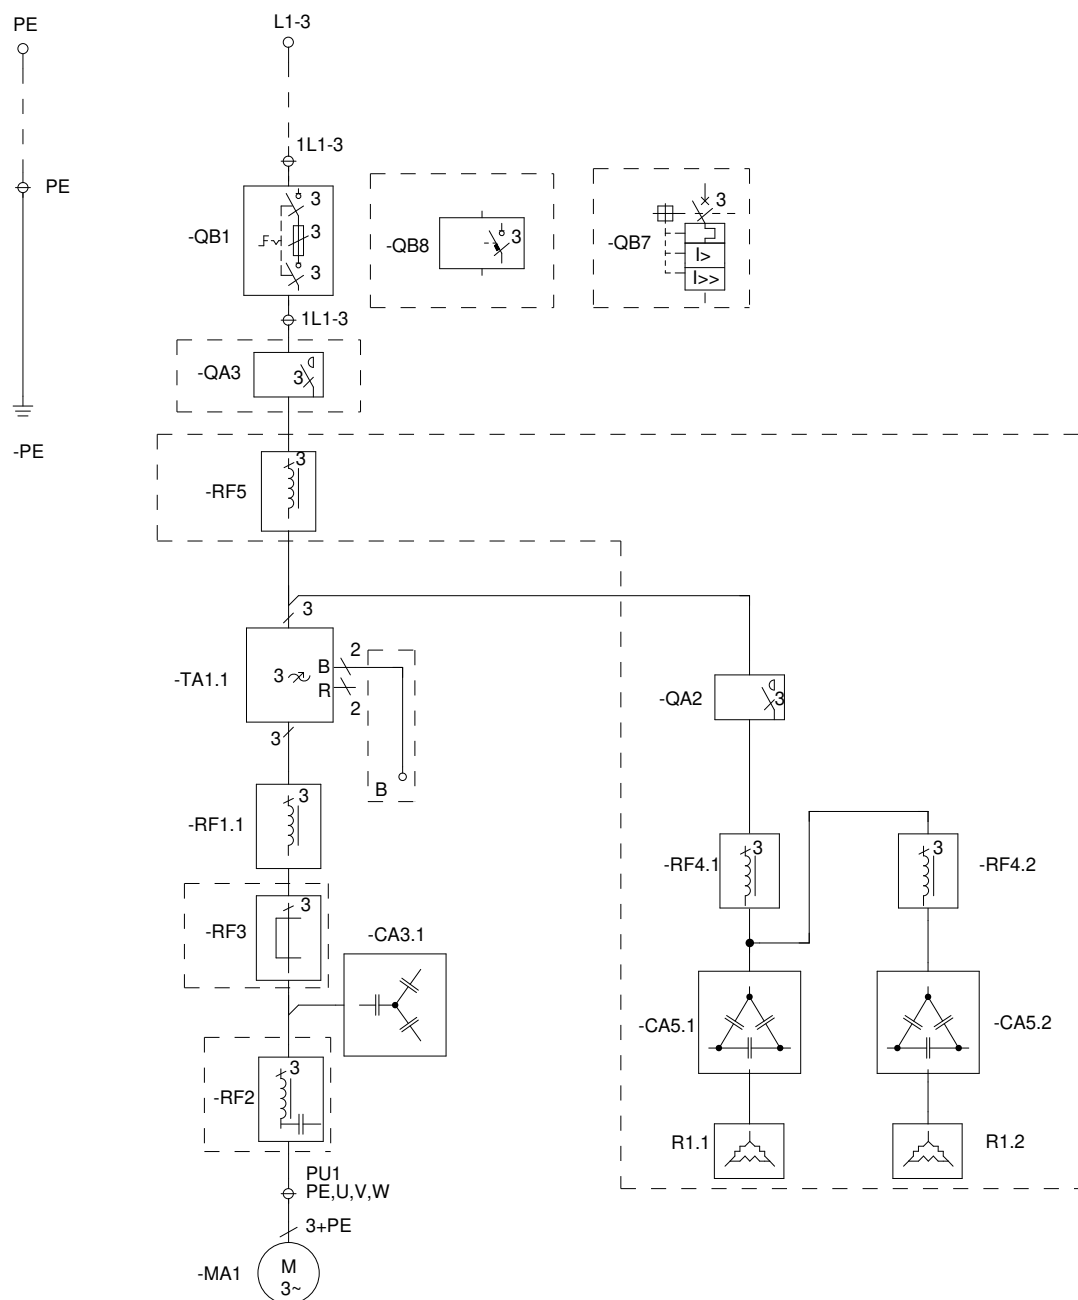 PE
L1-3
1L1-3
PE
3
-QB1
3
3
-QB8
3
-QB7
3
I>
I>>
1L1-3
-QA3
3
-PE
3
-RF5
3
2
B
-TA1.1
3
R
2
3
B
-QA2
3
3
-RF1.1
-RF4.1
3
3
-RF4.2
3
-RF3
-CA3.1
-CA5.1
-CA5.2
3
-RF2
R1.1
R1.2
PU1
PE,U,V,W
3+PE
-MA1
M
3~